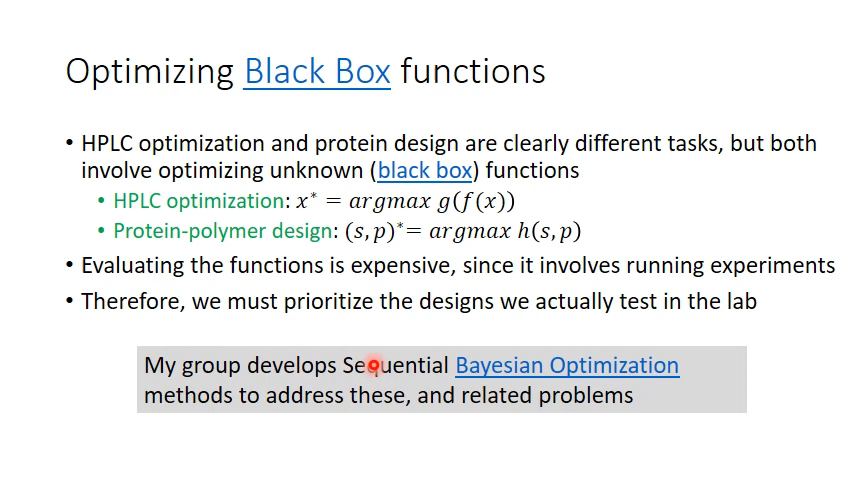 Optimizing Black Box functions
• HPLC optimization and protein design are clearly different tasks, but both
involve optimizing unknown (black box) functions
• HPLC optimization: x* = argmax g(f(x))
• Protein-polymer design: (s, p)*= argmax h(s, p)
• Evaluating the functions is expensive, since it involves running experiments
• Therefore, we must prioritize the designs we actually test in the lab
My group develops Sequential Bayesian Optimization
methods to address these, and related problems